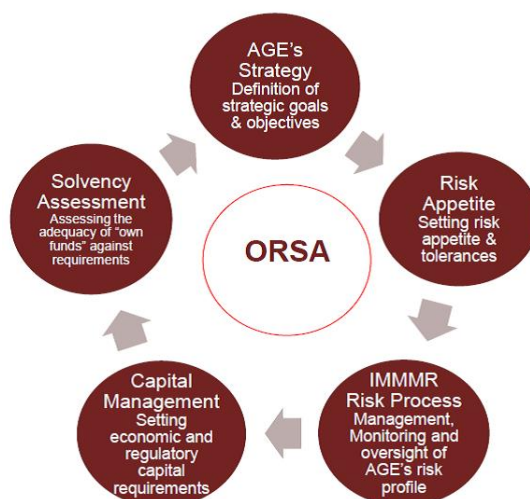 AGE's
Strategy
Definition of
strategic goals
& objectives
Risk
Appetite
Setting risk
appetite &
tolerances
IMMMR
Risk Process
Management,
Monitoring and
oversight of
AGE's risk
profile
Capital
Management
Setting
economic and
regulatory
capital
requirements
Solvency
Assessment
Assessing the
adequacy of "own
funds" against
requirements
ORSA